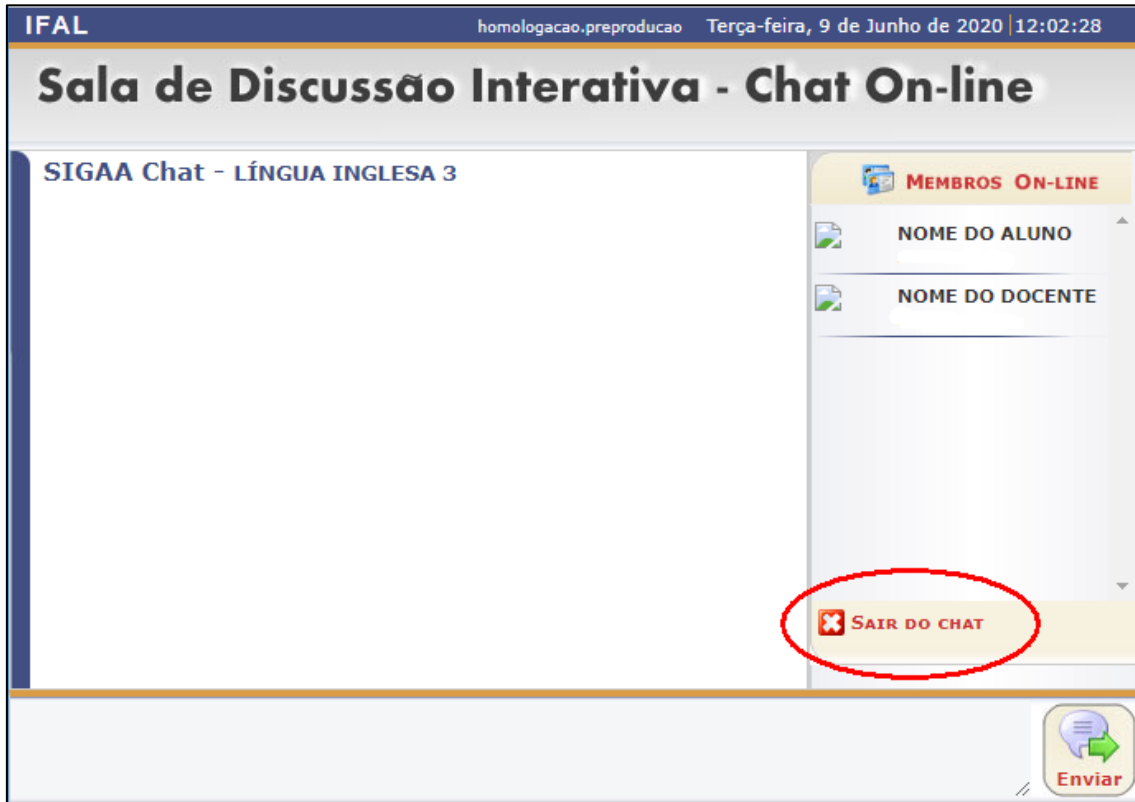 IFAL homologacao.preproducao Terça-feira, 9 de Junho de 2020 12:02:28
Sala de Discussão Interativa - Chat On-line
SIGAA Chat - LÍNGUA INGLESA 3
MEMBROS ON-LINE
NOME DO ALUNO
NOME DO DOCENTE
SAIR DO CHAT
Enviar